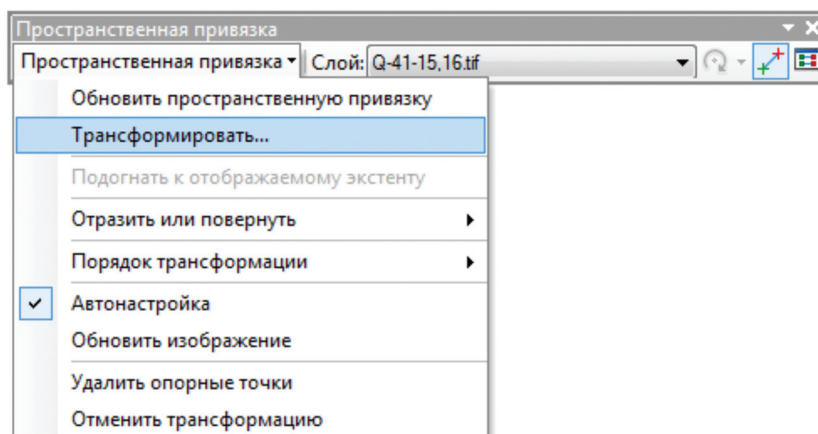 Пространственная привязка
Пространственная привязка Слой: Q-41-15,16.tif
Обновить пространственную привязку
Трансформировать...
Подогнать к отображаемому экстенту
Отразить или повернуть
Порядок трансформации
Автонастройка
Обновить изображение
Удалить опорные точки
Отменить трансформацию